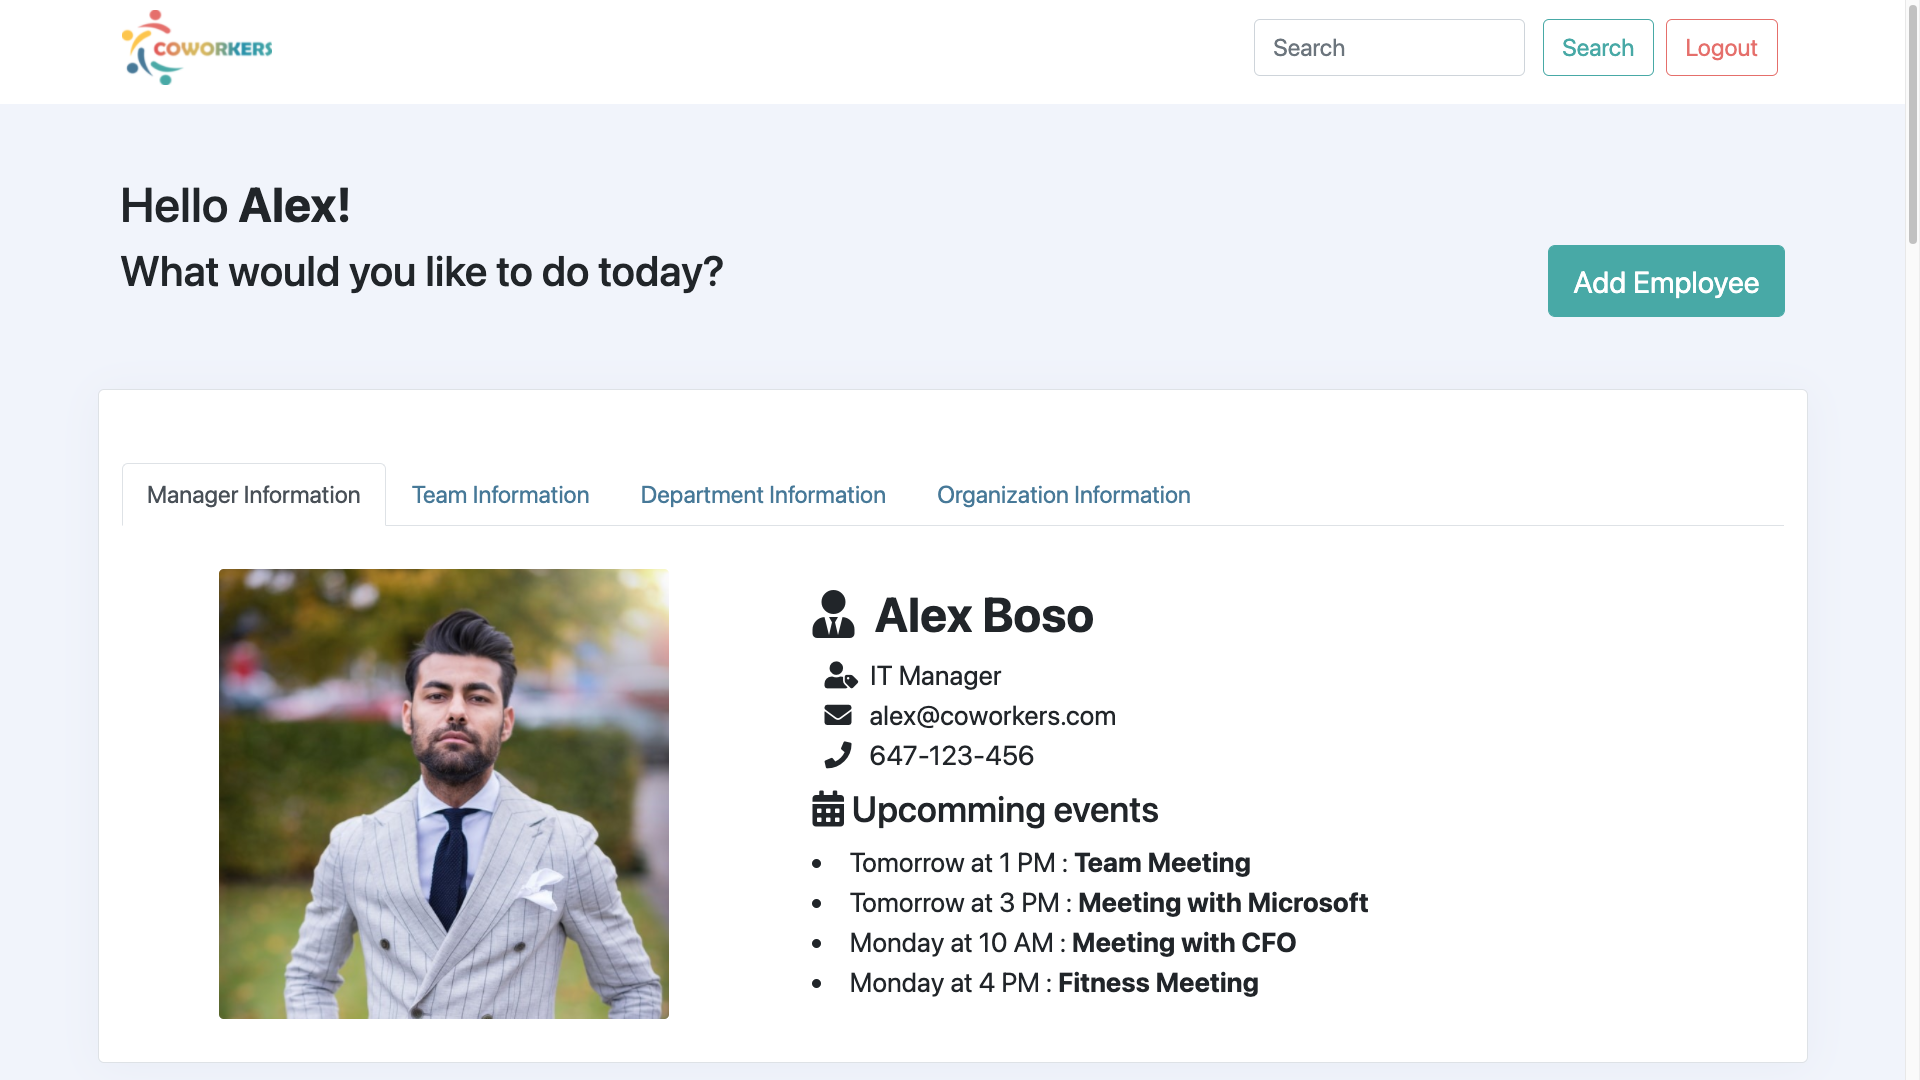 COWORKERS
Search
Search
Logout
Hello Alex!
What would you like to do today?
Add Employee
Manager Information
Team Information
Department Information
Organization Information
Alex Boso
IT Manager
alex@coworkers.com
647-123-456
Upcomming events
Tomorrow at 1 PM : Team Meeting
Tomorrow at 3 PM : Meeting with Microsoft
Monday at 10 AM : Meeting with CFO
Monday at 4 PM : Fitness Meeting